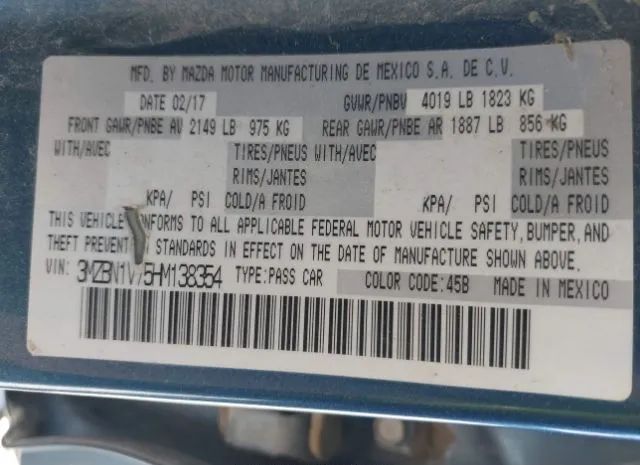 MFD. BY MAZDA MOTOR MANUFACTURING DE MEXICO S.A. DE C.V.
DATE 02/17 GVWR/PNBV 4019 LB 1823 KG
FRONT GAWR/PNBE AV 2149 LB 975 KG REAR GAWR/PNBE AR 1887 LB 856 KG
WITH/AVEC TIRES/PNEUS WITH/AVEC TIRES/PNEUS
RIMS/JANTES RIMS/JANTES
KPA/ PSI COLD/A FROID KPA/ PSI COLD/A FROID
THIS VEHICLE CONFORMS TO ALL APPLICABLE FEDERAL MOTOR VEHICLE SAFETY, BUMPER, AND
THEFT PREVENTION STANDARDS IN EFFECT ON THE DATE OF MANUFACTURE SHOWN ABOVE.
VIN: 3MZBN1V75HM138354 TYPE:PASS CAR COLOR CODE:45B MADE IN MEXICO